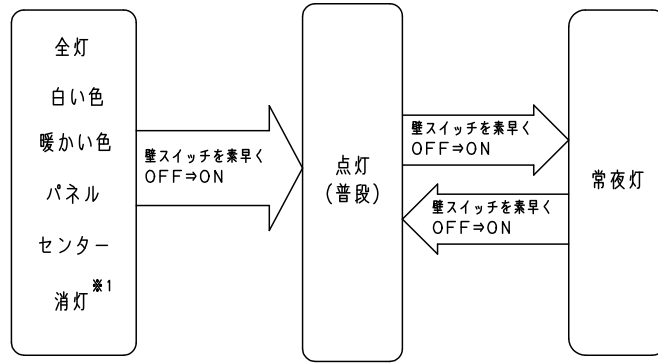 全灯
白い色
暖かい色
パネル
センター
消灯※1
壁スイッチを素早く
OFF⇒ON
点灯
(普段)
壁スイッチを素早く
OFF⇒ON
壁スイッチを素早く
OFF⇒ON
常夜灯